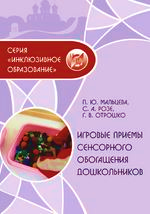 СЕРИЯ
«ИНКЛЮЗИВНОЕ
ОБРАЗОВАНИЕ»
П. Ю. МАЛЬЦЕВА,
С. А. РОЗЕ,
Г. В. ОТРОШКО
ИГРОВЫЕ ПРИЕМЫ
СЕНСОРНОГО
ОБОГАЩЕНИЯ
ДОШКОЛЬНИКОВ